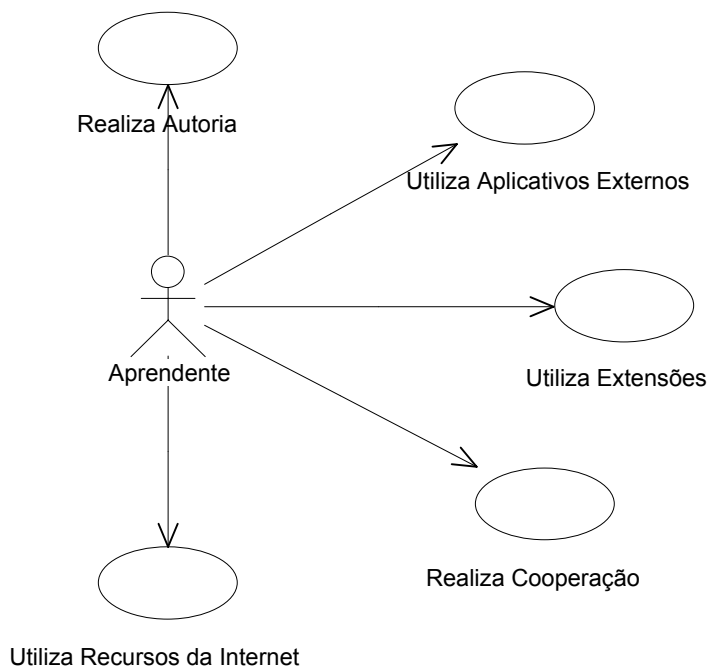 Realiza Autoria
Utiliza Aplicativos Externos
Aprendente
Utiliza Extensões
Realiza Cooperação
Utiliza Recursos da Internet